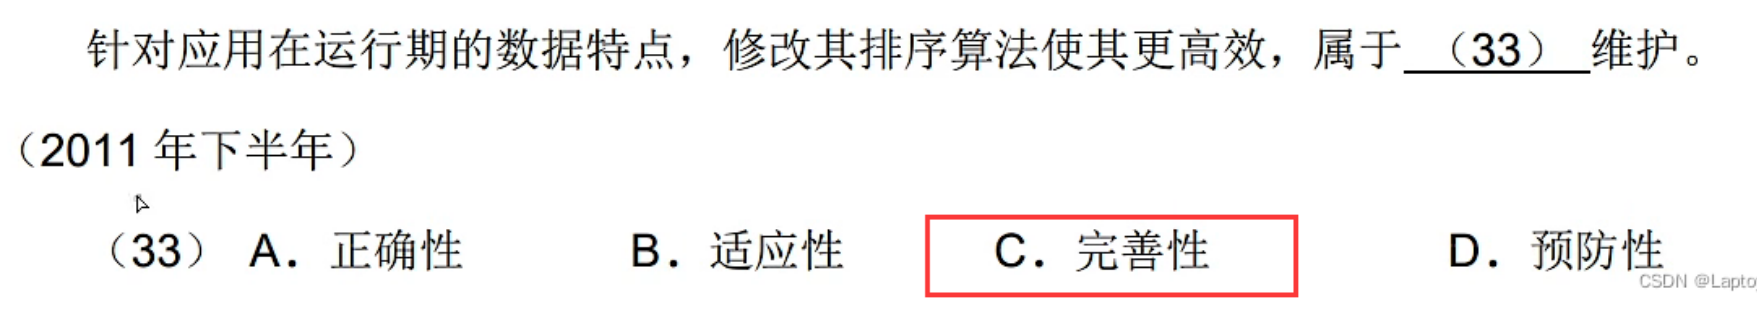 针对应用在运行期的数据特点，修改其排序算法使其更高效，属于 （33） 维护。
（2011 年下半年）
（33） A．正确性 B．适应性 C．完善性 D．预防性
CSDN @Lapto